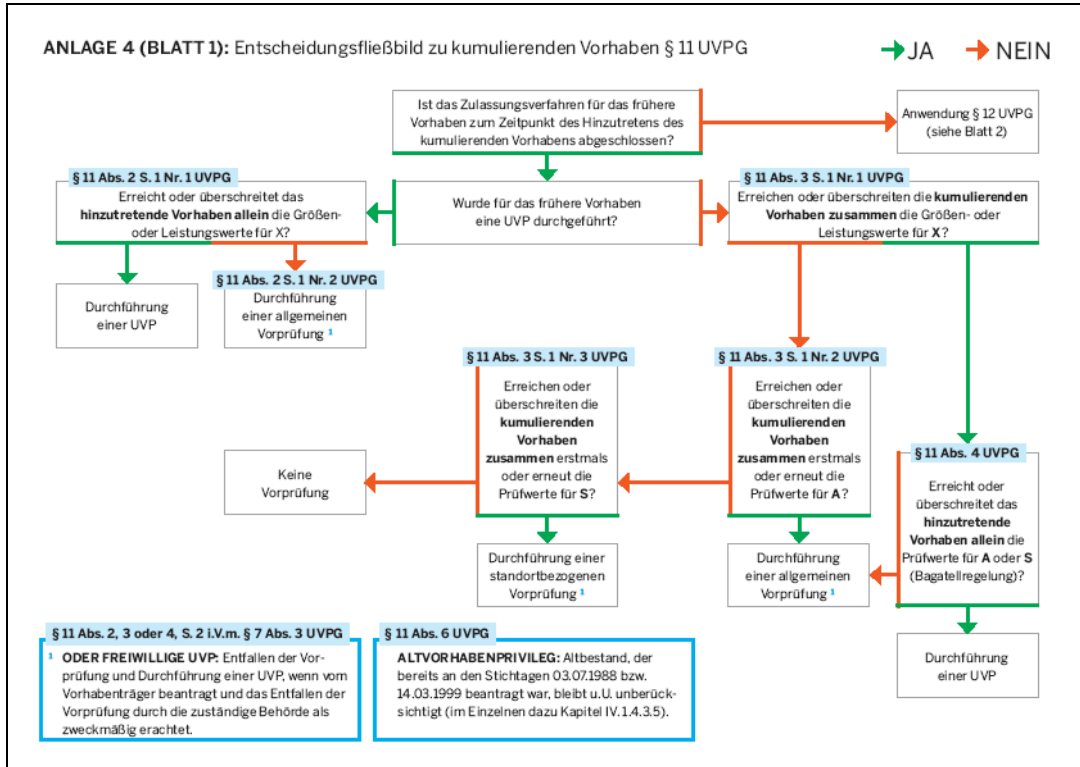 ANLAGE 4 (BLATT 1): Entscheidungsfließbild zu kumulierenden Vorhaben § 11 UVPG
JA
NEIN
Ist das Zulassungsverfahren für das frühere
Vorhaben zum Zeitpunkt des Hinzutretens des
kumulierenden Vorhabens abgeschlossen?
Anwendung § 12 UVPG
(siehe Blatt 2)
§ 11 Abs. 2 S. 1 Nr. 1 UVPG
Erreicht oder überschreitet das
hinzutretende Vorhaben allein die Größen-
oder Leistungswerte für X?
Wurde für das frühere Vorhaben
eine UVP durchgeführt?
§ 11 Abs. 3 S. 1 Nr. 1 UVPG
Erreichen oder überschreiten die kumulierenden
Vorhaben zusammen die Größen- oder
Leistungswerte für X?
Durchführung
einer UVP
§ 11 Abs. 2 S. 1 Nr. 2 UVPG
Durchführung
einer allgemeinen
Vorprüfung ¹
§ 11 Abs. 3 S. 1 Nr. 3 UVPG
Erreichen oder
überschreiten die
kumulierenden
Vorhaben
zusammen erstmals
oder erneut die
Prüfwerte für S?
§ 11 Abs. 3 S. 1 Nr. 2 UVPG
Erreichen oder
überschreiten die
kumulierenden
Vorhaben
zusammen erstmals
oder erneut die
Prüfwerte für A?
Keine
Vorprüfung
§ 11 Abs. 4 UVPG
Erreicht oder
überschreitet das
hinzutretende
Vorhaben allein die
Prüfwerte für A oder S
(Bagatellregelung)?
Durchführung einer
standortbezogenen
Vorprüfung ¹
Durchführung
einer allgemeinen
Vorprüfung ¹
Durchführung
einer UVP
§ 11 Abs. 2, 3 oder 4, S. 2 i.V.m. § 7 Abs. 3 UVPG
¹ ODER FREIWILLIGE UVP: Entfallen der Vor-
prüfung und Durchführung einer UVP, wenn vom
Vorhabenträger beantragt und das Entfallen der
Vorprüfung durch die zuständige Behörde als
zweckmäßig erachtet.
§ 11 Abs. 6 UVPG
ALTVORHABENPRIVILEG: Altbestand, der
bereits an den Stichtagen 03.07.1988 bzw.
14.03.1999 beantragt war, bleibt u.U. unberück-
sichtigt (im Einzelnen dazu Kapitel IV.1.4.3.5).